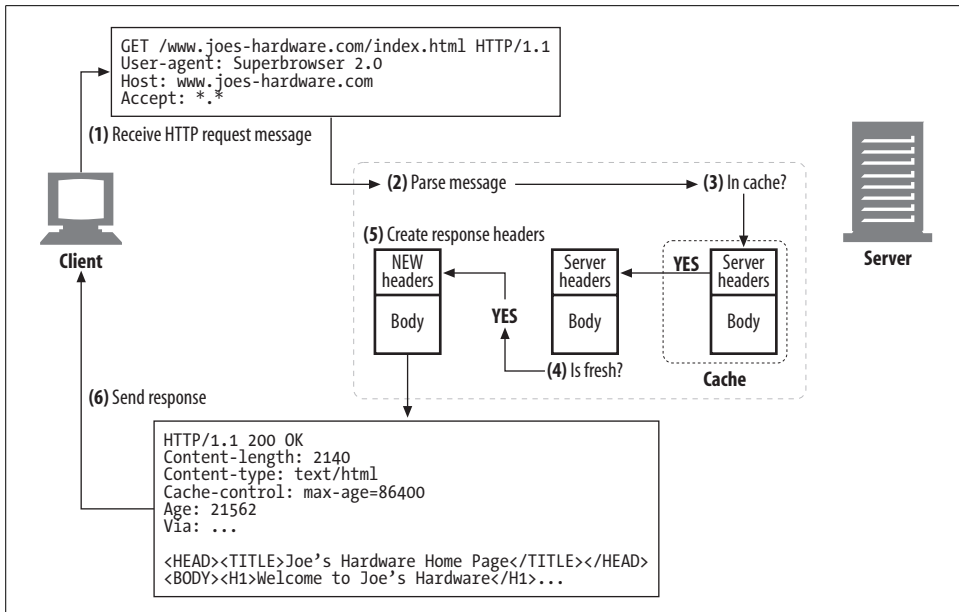 GET /www.joes-hardware.com/index.html HTTP/1.1
User-agent: Superbrowser 2.0
Host: www.joes-hardware.com
Accept: *.*
(1) Receive HTTP request message
(2) Parse message
(3) In cache?
Client
Server
(5) Create response headers
NEW
headers
Body
YES
Server
headers
Body
YES
Server
headers
Body
(4) Is fresh?
Cache
(6) Send response
HTTP/1.1 200 OK
Content-length: 2140
Content-type: text/html
Cache-control: max-age=86400
Age: 21562
Via: ...
<HEAD><TITLE>Joe's Hardware Home Page</TITLE></HEAD>
<BODY><H1>Welcome to Joe's Hardware</H1>...